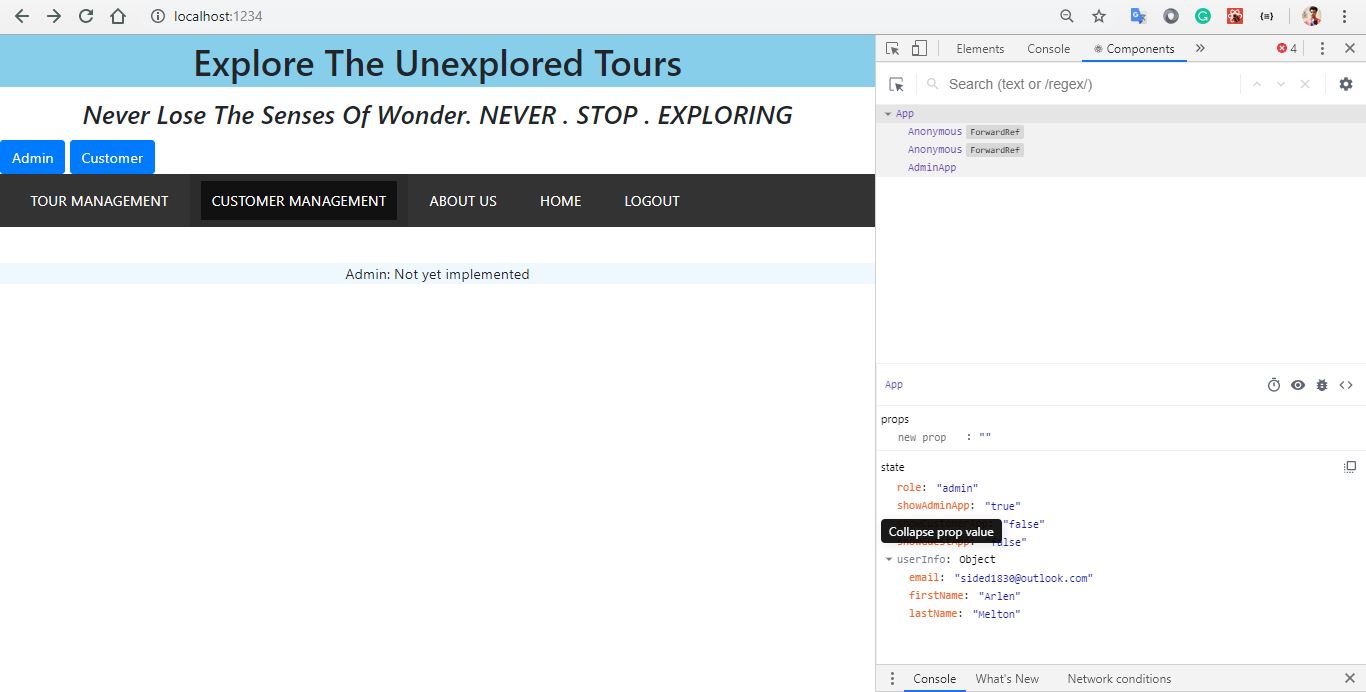 localhost:1234
Explore The Unexplored Tours
Never Lose The Senses Of Wonder. NEVER . STOP . EXPLORING
Admin Customer
TOUR MANAGEMENT CUSTOMER MANAGEMENT ABOUT US HOME LOGOUT
Admin: Not yet implemented
Elements Console Components » 4
Search (text or /regex/)
App
Anonymous ForwardRef
Anonymous ForwardRef
AdminApp
App
props
new prop : ""
state
role: "admin"
showAdminApp: "true"
"false"
Collapse prop value
userInfo: Object
email: "sided1830@outlook.com"
firstName: "Arlen"
lastName: "Melton"
Console What's New Network conditions